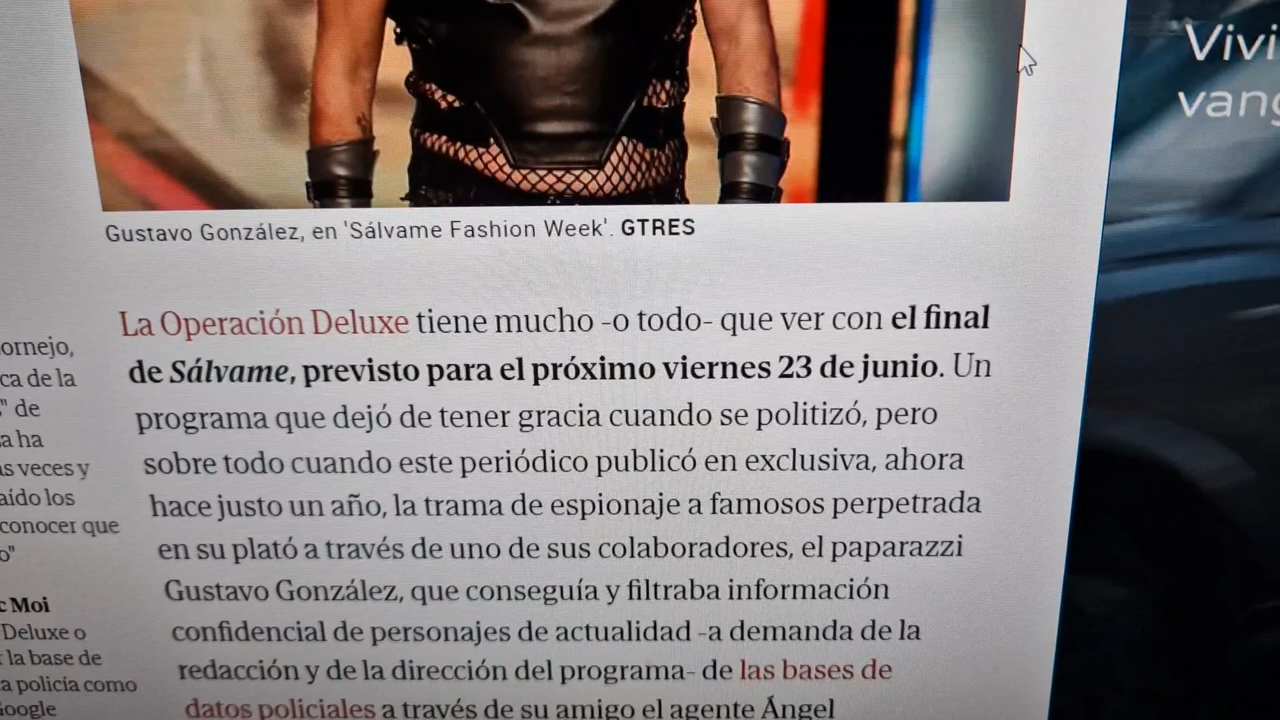 Gustavo González, en 'Sálvame Fashion Week'. GTRES
La Operación Deluxe tiene mucho -o todo- que ver con el final
de Sálvame, previsto para el próximo viernes 23 de junio. Un
programa que dejó de tener gracia cuando se politizó, pero
sobre todo cuando este periódico publicó en exclusiva, ahora
hace justo un año, la trama de espionaje a famosos perpetrada
en su plató a través de uno de sus colaboradores, el paparazzi
Gustavo González, que conseguía y filtraba información
confidencial de personajes de actualidad -a demanda de la
redacción y de la dirección del programa- de las bases de
datos policiales a través de su amigo el agente Ángel
ornejo,
ca de la
" de
a ha
as veces y
aído los
conocer que
o"
c Moi
Deluxe o
r la base de
a policía como
Google
Vivi
vang